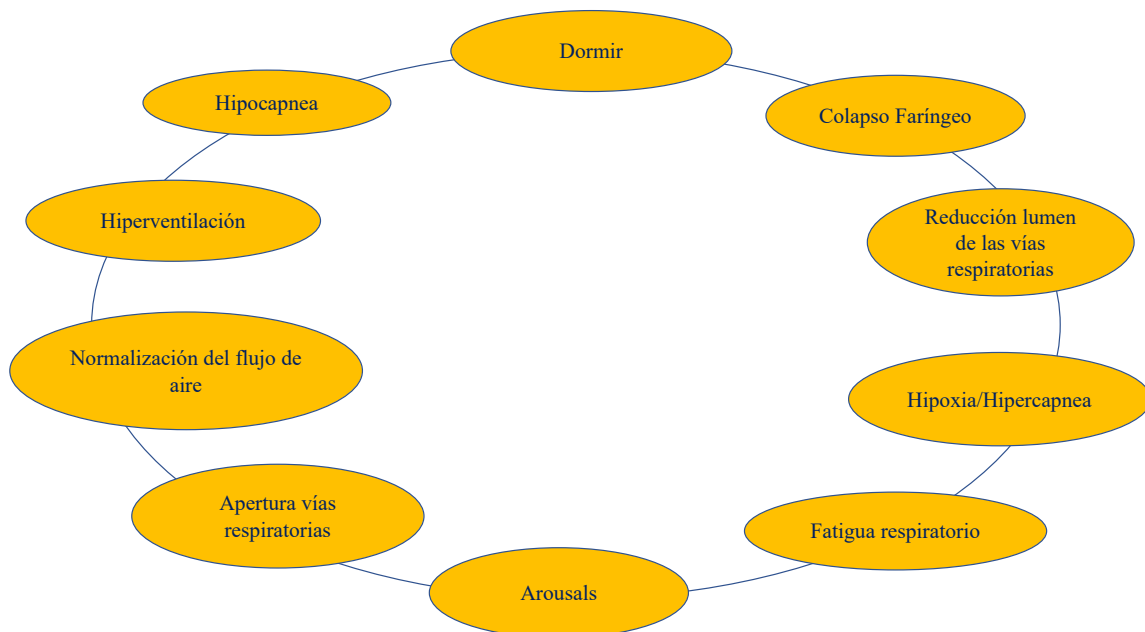 Dormir
Colapso Faríngeo
Reducción lumen
de las vías
respiratorias
Hipoxia/Hipercapnea
Fatigua respiratorio
Arousals
Apertura vías
respiratorias
Normalización del flujo de
aire
Hiperventilación
Hipocapnea